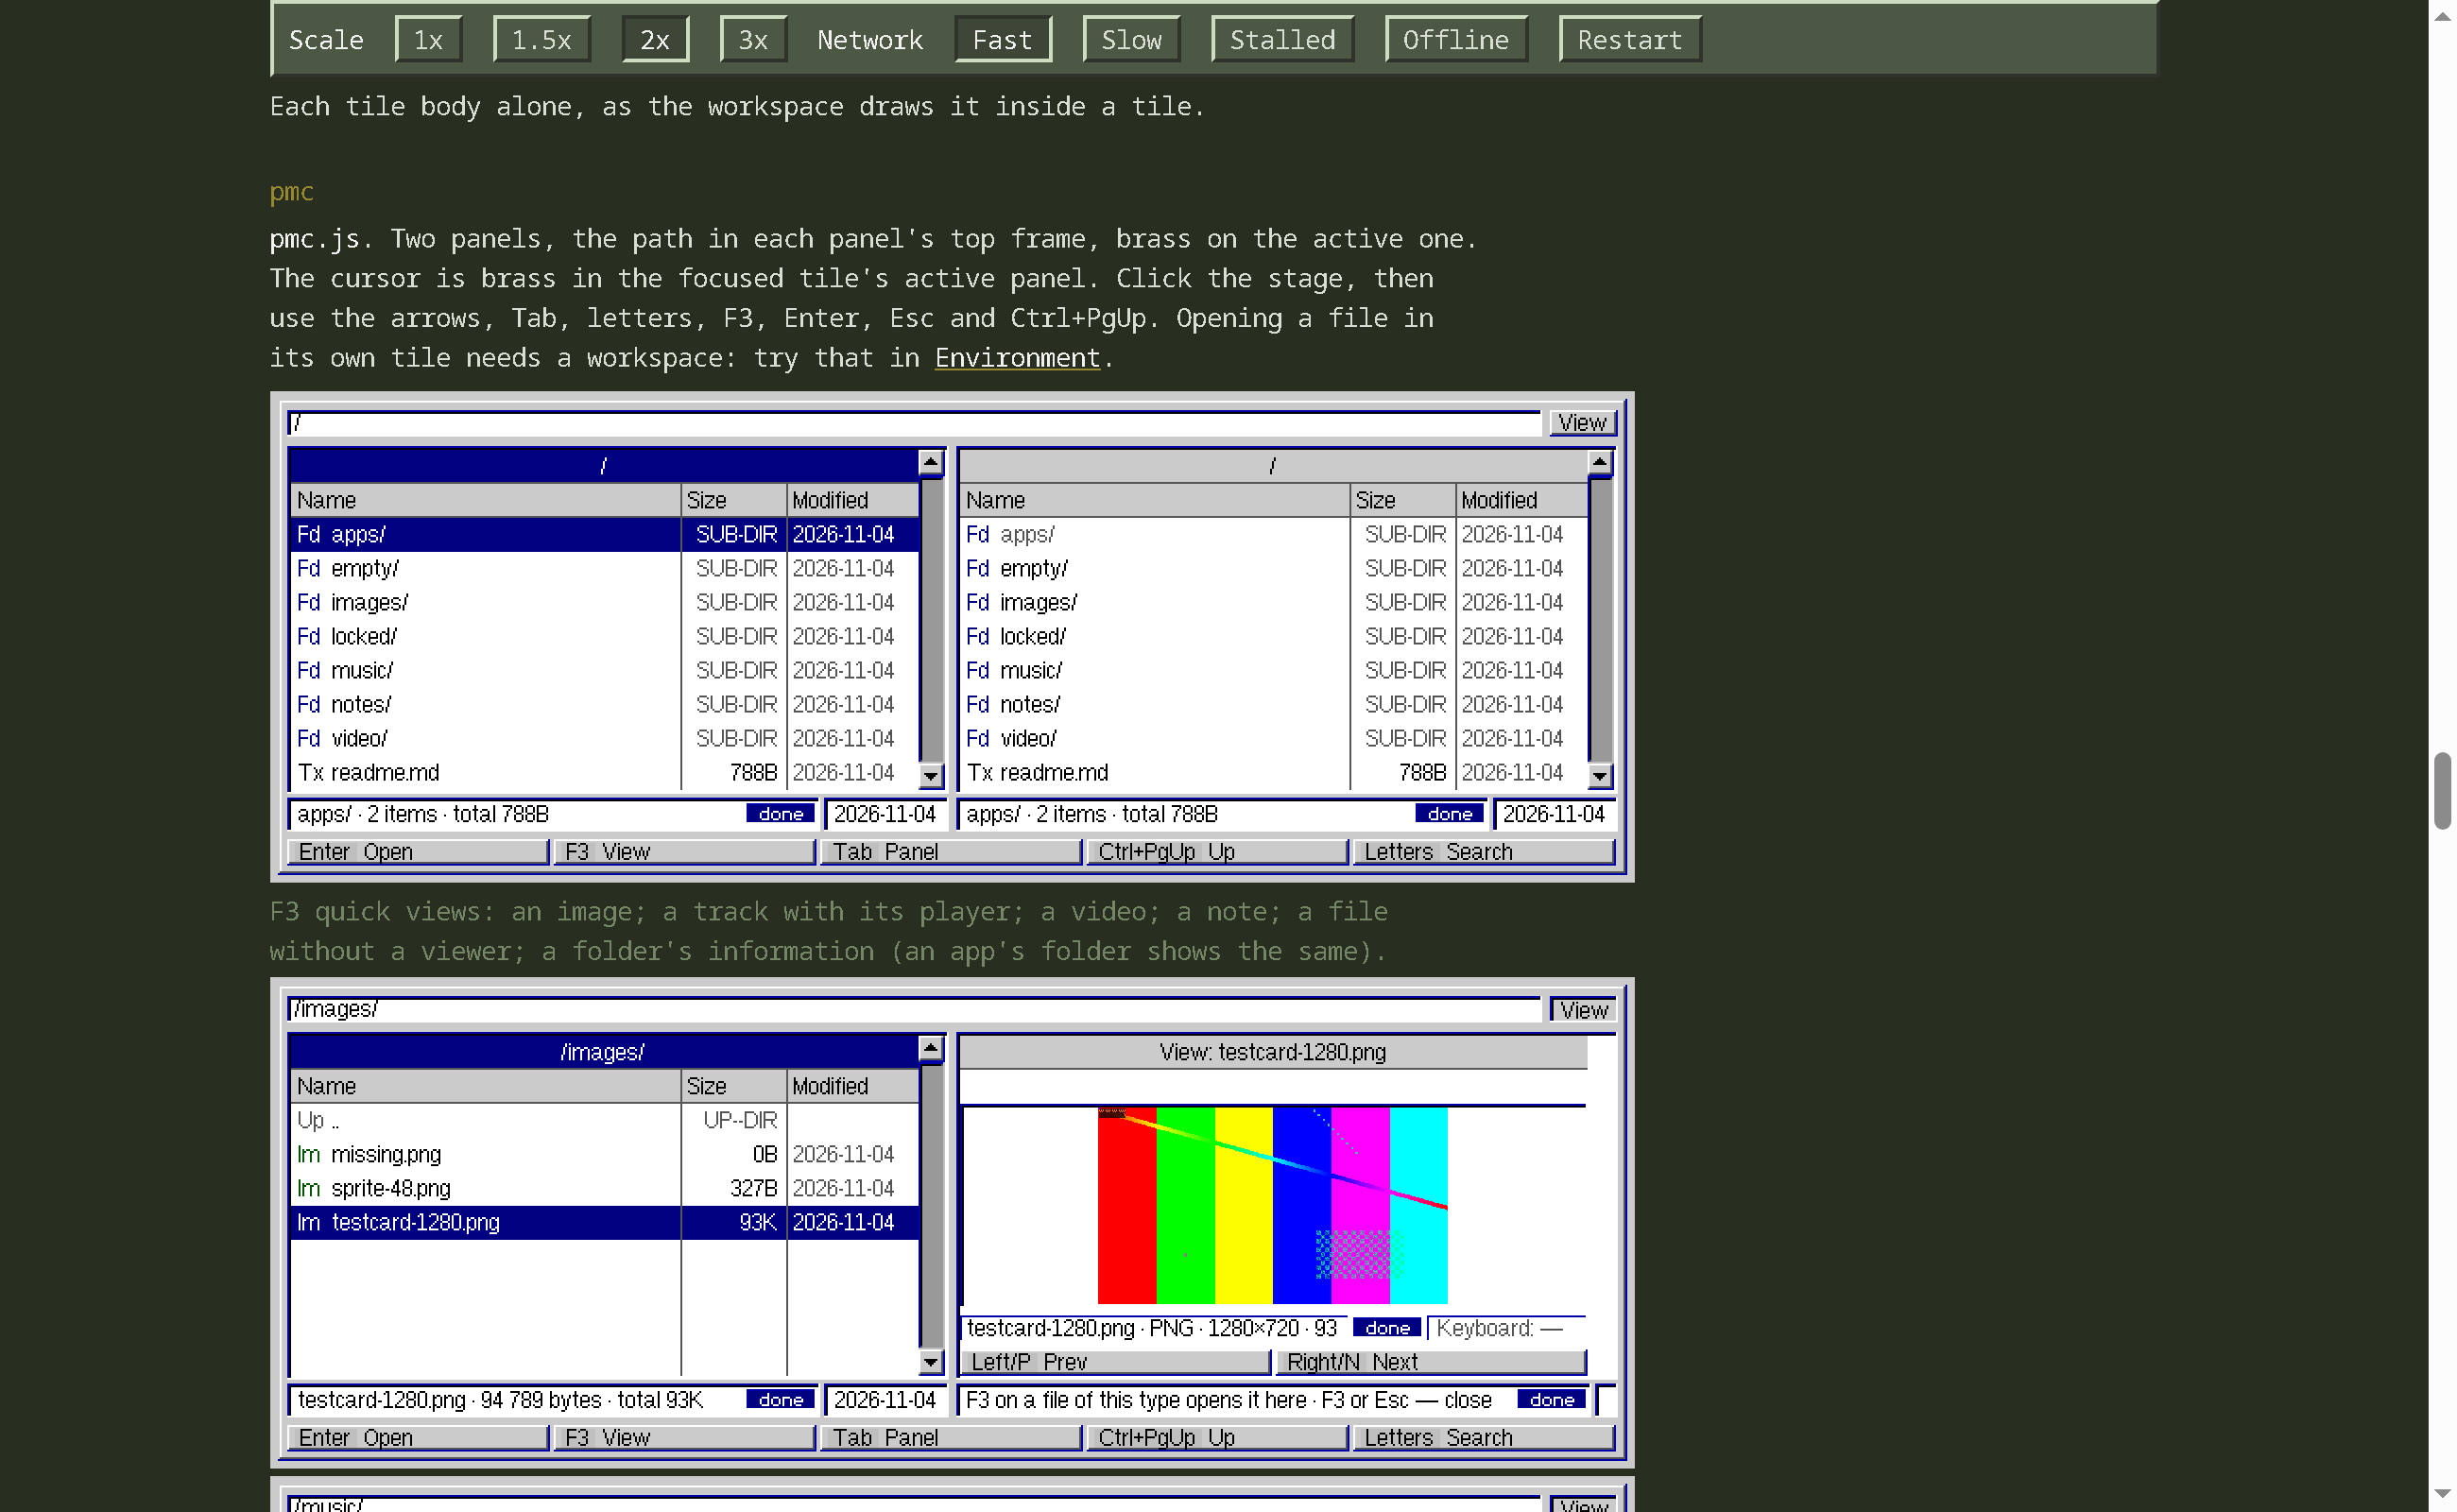 Scale 1x 1.5x 2x 3x Network Fast Slow Stalled Offline Restart
Each tile body alone, as the workspace draws it inside a tile.
pmc
pmc.js. Two panels, the path in each panel's top frame, brass on the active one.
The cursor is brass in the focused tile's active panel. Click the stage, then
use the arrows, Tab, letters, F3, Enter, Esc and Ctrl+PgUp. Opening a file in
its own tile needs a workspace: try that in Environment.
/ View
/ /
Name Size Modified Name Size Modified
Fd apps/ SUB-DIR 2026-11-04 Fd apps/ SUB-DIR 2026-11-04
Fd empty/ SUB-DIR 2026-11-04 Fd empty/ SUB-DIR 2026-11-04
Fd images/ SUB-DIR 2026-11-04 Fd images/ SUB-DIR 2026-11-04
Fd locked/ SUB-DIR 2026-11-04 Fd locked/ SUB-DIR 2026-11-04
Fd music/ SUB-DIR 2026-11-04 Fd music/ SUB-DIR 2026-11-04
Fd notes/ SUB-DIR 2026-11-04 Fd notes/ SUB-DIR 2026-11-04
Fd video/ SUB-DIR 2026-11-04 Fd video/ SUB-DIR 2026-11-04
Tx readme.md 788B 2026-11-04 Tx readme.md 788B 2026-11-04
apps/ · 2 items · total 788B done 2026-11-04 apps/ · 2 items · total 788B done 2026-11-04
Enter Open F3 View Tab Panel Ctrl+PgUp Up Letters Search
F3 quick views: an image; a track with its player; a video; a note; a file
without a viewer; a folder's information (an app's folder shows the same).
/images/ View
/images/ View: testcard-1280.png
Name Size Modified
Up .. UP--DIR
Im missing.png 0B 2026-11-04
Im sprite-48.png 327B 2026-11-04
Im testcard-1280.png 93K 2026-11-04
testcard-1280.png · PNG · 1280×720 · 93 done Keyboard: —
Left/P Prev Right/N Next
testcard-1280.png · 94 789 bytes · total 93K done 2026-11-04 F3 on a file of this type opens it here · F3 or Esc — close done
Enter Open F3 View Tab Panel Ctrl+PgUp Up Letters Search
/music/ View